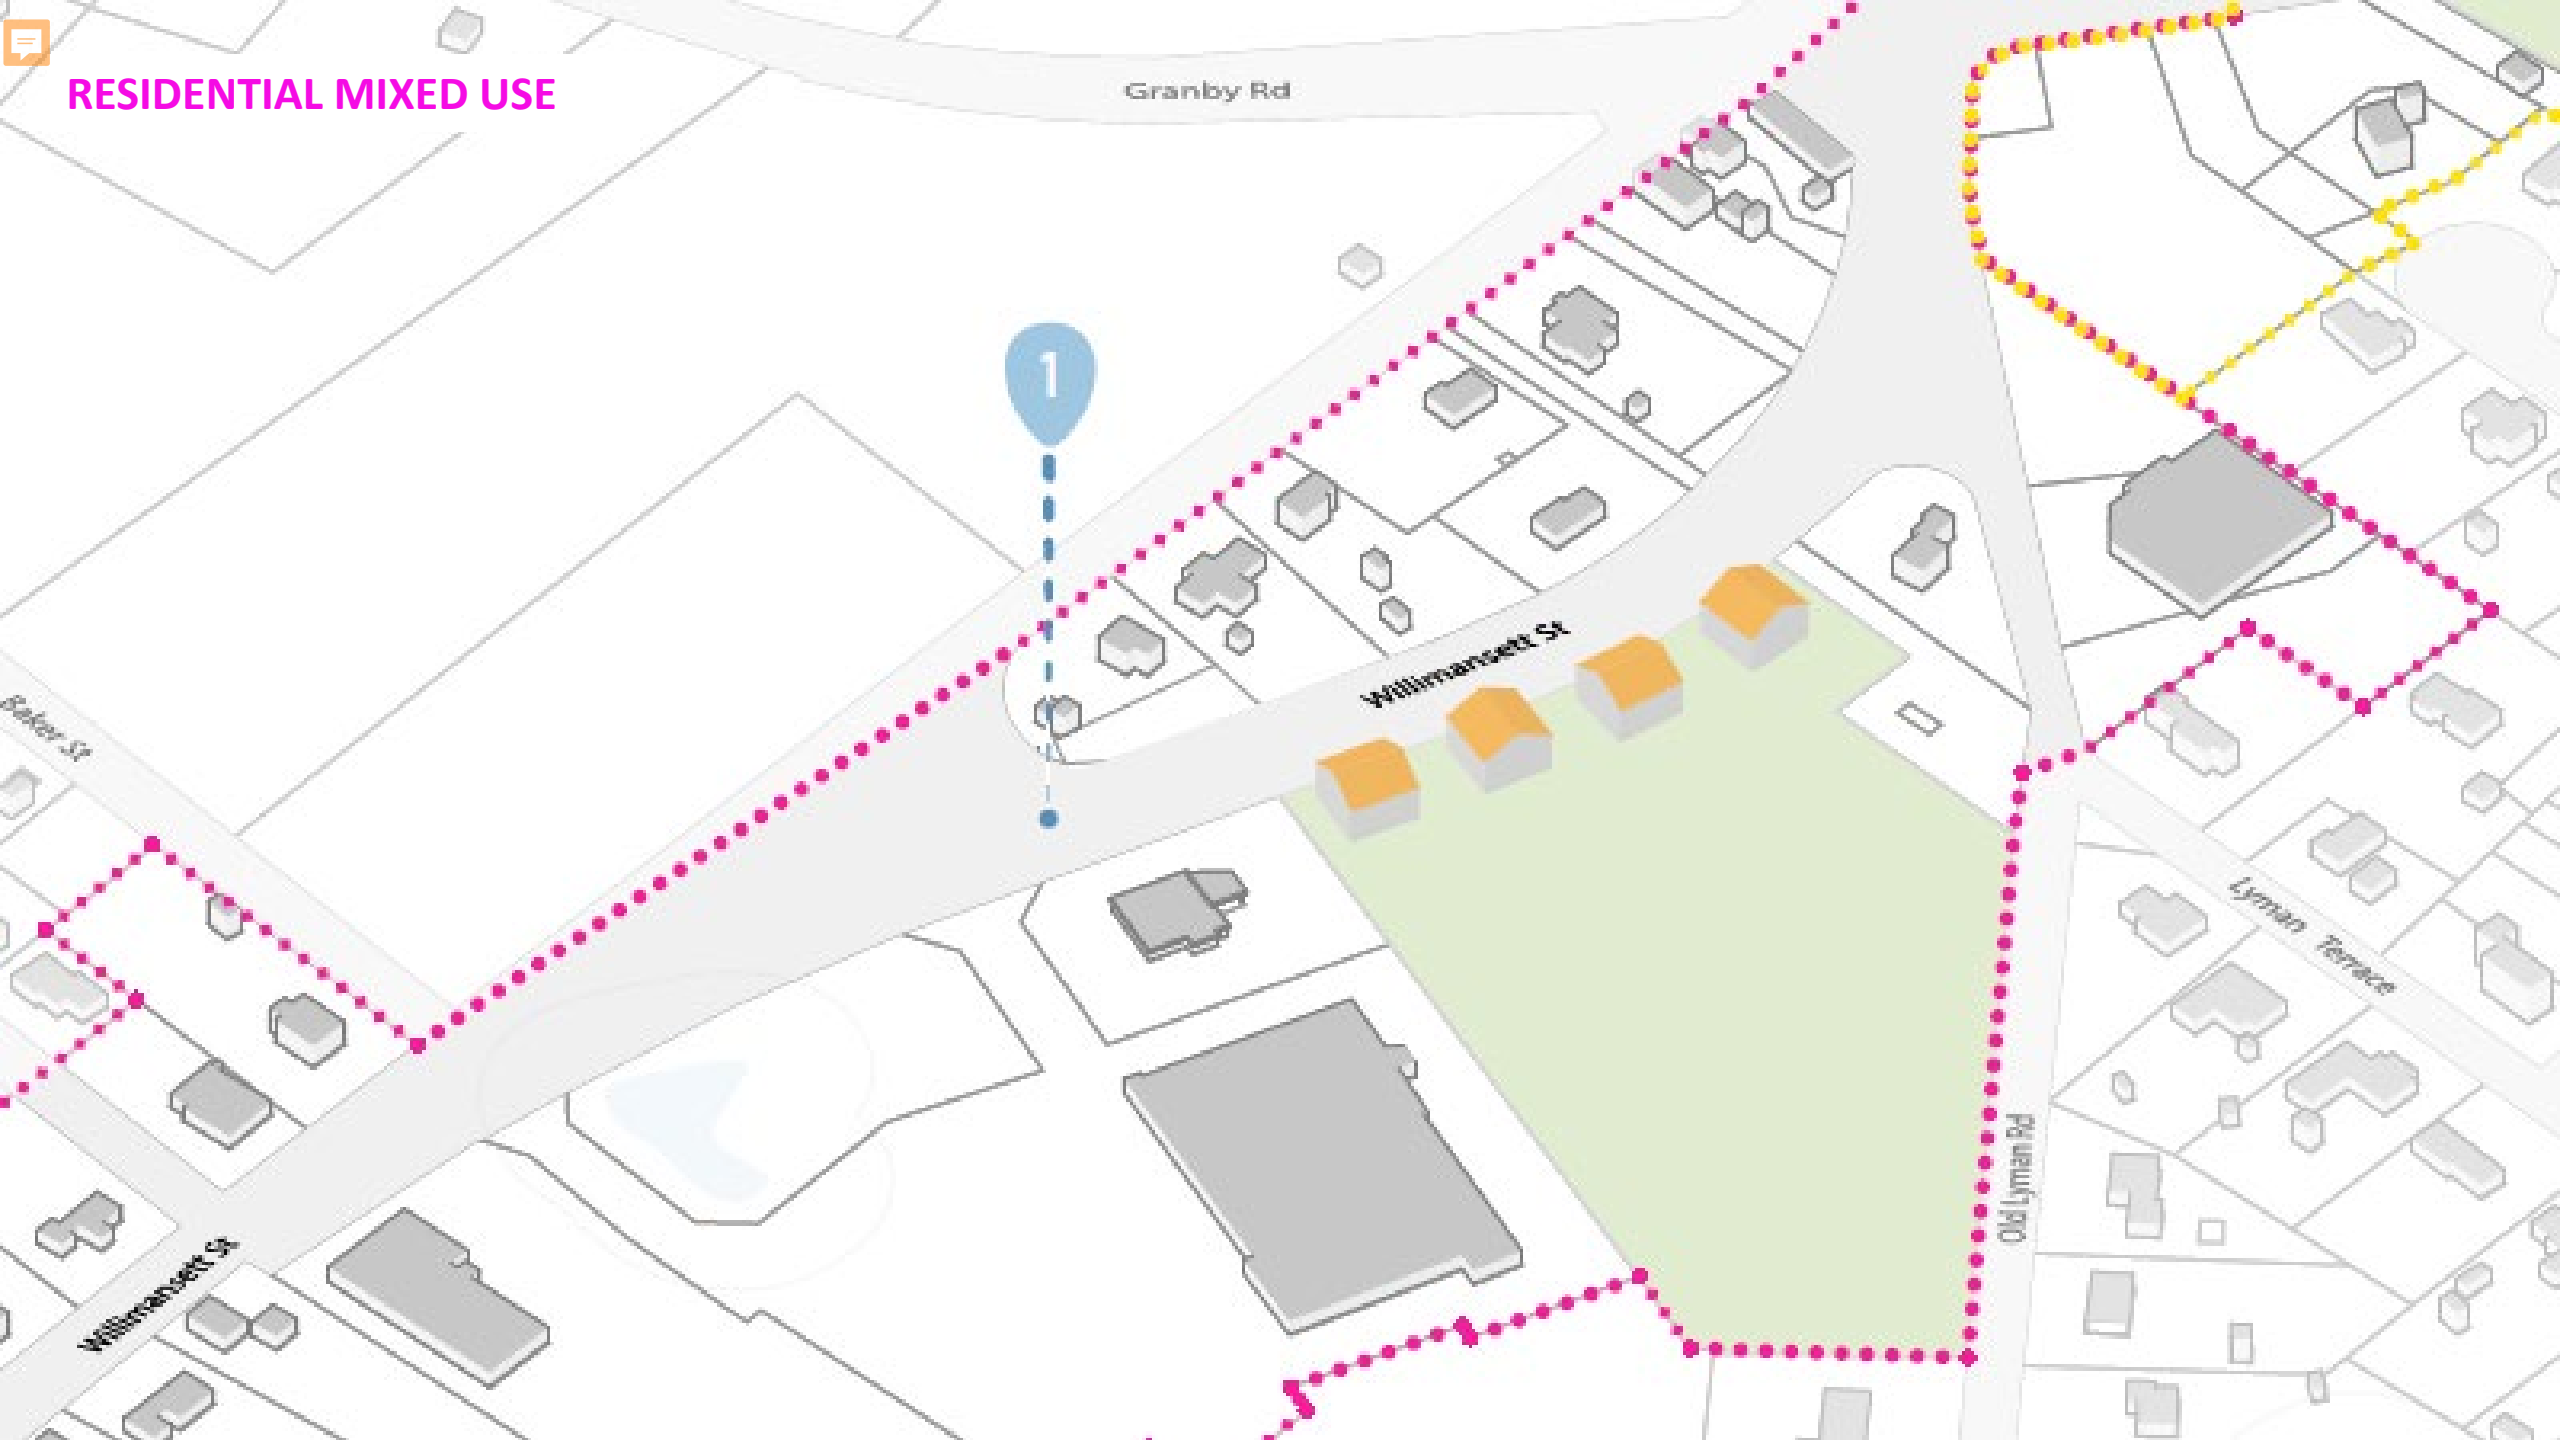 RESIDENTIAL MIXED USE
Granby Rd
1
Willimansett St
Baker St
Lyman Terrace
Old Lyman Rd
Willimansett St